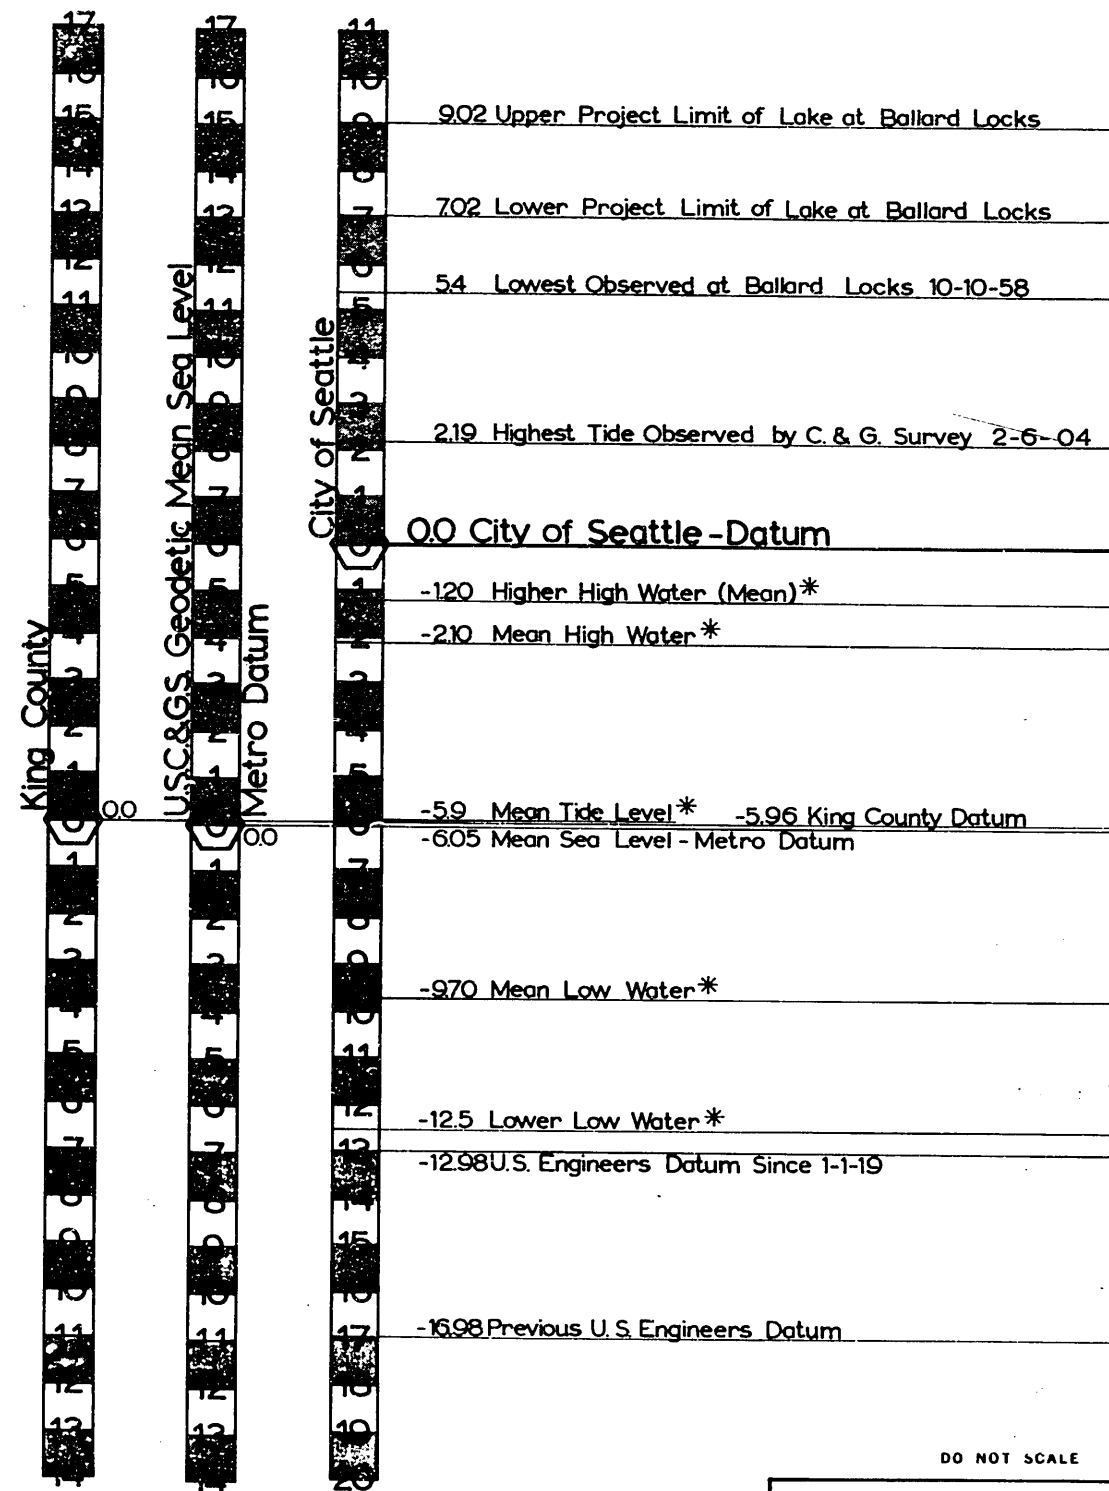 9.02 Upper Project Limit of Lake at Ballard Locks
7.02 Lower Project Limit of Lake at Ballard Locks
5.4 Lowest Observed at Ballard Locks 10-10-58
2.19 Highest Tide Observed by C. & G. Survey 2-6-04
0.0 City of Seattle-Datum
-1.20 Higher High Water (Mean)*
-2.10 Mean High Water*
-5.9 Mean Tide Level* -5.96 King County Datum
-6.05 Mean Sea Level - Metro Datum
-9.70 Mean Low Water*
-12.5 Lower Low Water*
-12.98 U.S. Engineers Datum Since 1-1-19
-16.98 Previous U.S. Engineers Datum
King County
U.S.C.&G.S. Geodetic Mean Sea Level
Metro Datum
City of Seattle
0.0
0.0
DO NOT SCALE